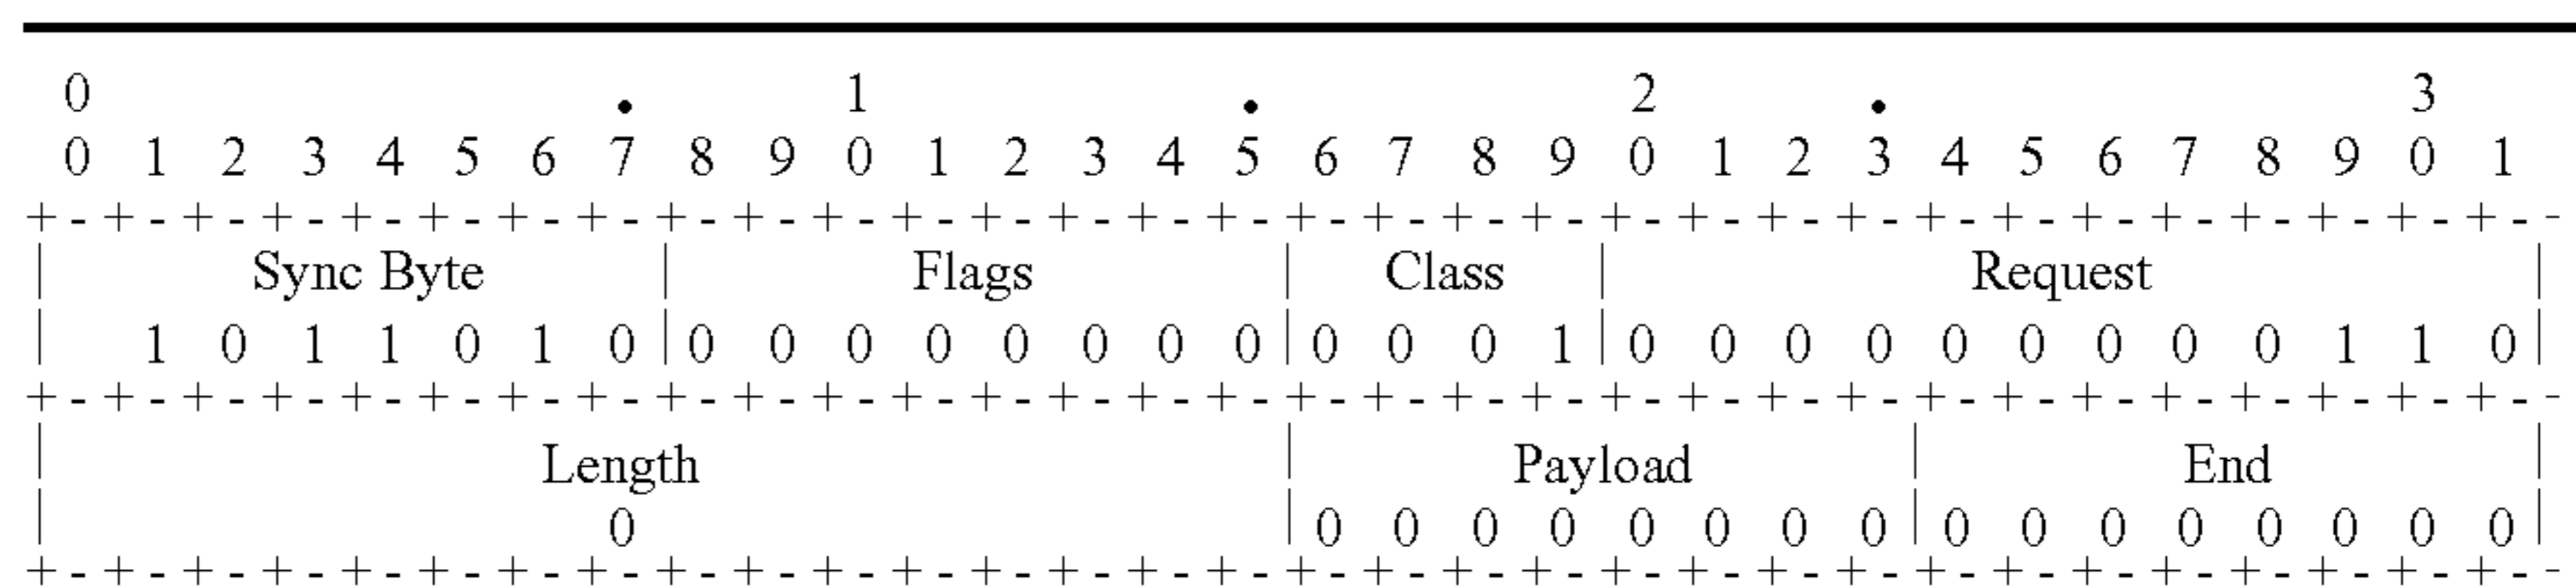 0 • 1 • 2 • 3
0 1 2 3 4 5 6 7 8 9 0 1 2 3 4 5 6 7 8 9 0 1 2 3 4 5 6 7 8 9 0 1
+-+-+-+-+-+-+-+-+-+-+-+-+-+-+-+-+-+-+-+-+-+-+-+-+-+-+-+-+-+-+-+--
| Sync Byte | Flags | Class | Request |
| 1 0 1 1 0 1 0 | 0 0 0 0 0 0 0 0 | 0 0 0 1 | 0 0 0 0 0 0 0 0 0 1 1 0 |
+-+-+-+-+-+-+-+-+-+-+-+-+-+-+-+-+-+-+-+-+-+-+-+-+-+-+-+-+-+-+-+--
| Length | Payload | End |
| 0 | 0 0 0 0 0 0 0 0 | 0 0 0 0 0 0 0 0 |
+-+-+-+-+-+-+-+-+-+-+-+-+-+-+-+-+-+-+-+-+-+-+-+-+-+-+-+-+-+-+-+--